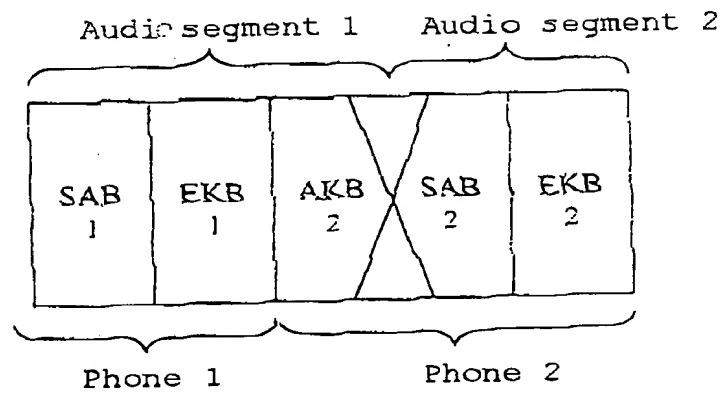 Audio segment 1 Audio segment 2
SAB EKB AKB SAB EKB
1 1 2 2 2
Phone 1 Phone 2